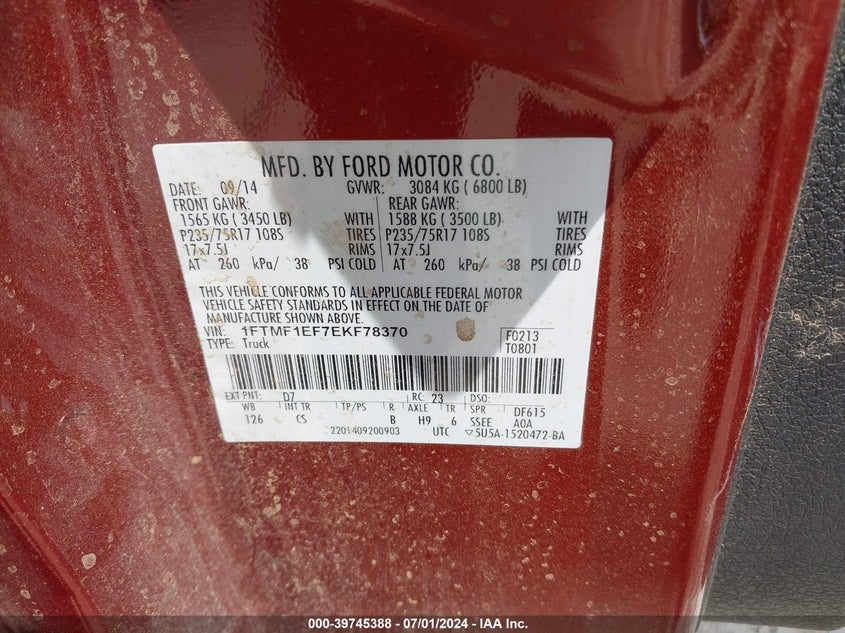 MFD. BY FORD MOTOR CO.
DATE: 09/14 GVWR: 3084 KG ( 6800 LB)
FRONT GAWR: REAR GAWR:
1565 KG ( 3450 LB) WITH 1588 KG ( 3500 LB) WITH
P235/75R17 108S TIRES P235/75R17 108S TIRES
17x7.5J RIMS 17x7.5J RIMS
AT 260 kPa/ 38 PSI COLD AT 260 kPa/ 38 PSI COLD
THIS VEHICLE CONFORMS TO ALL APPLICABLE FEDERAL MOTOR
VEHICLE SAFETY STANDARDS IN EFFECT ON THE DATE OF
MANUFACTURE SHOWN ABOVE.
VIN: 1FTMF1EF7EKF78370 F0213
TYPE: Truck T0801
EXT PNT: D7 RC: 23 DSO:
WB INT TR TP/PS R AXLE TR SPR DF615
126 CS B H9 6 SSEE A0A
2201409200903 UTC ▽5U5A-1520472-BA
000-39745388 - 07/01/2024 - ©IAA Inc.